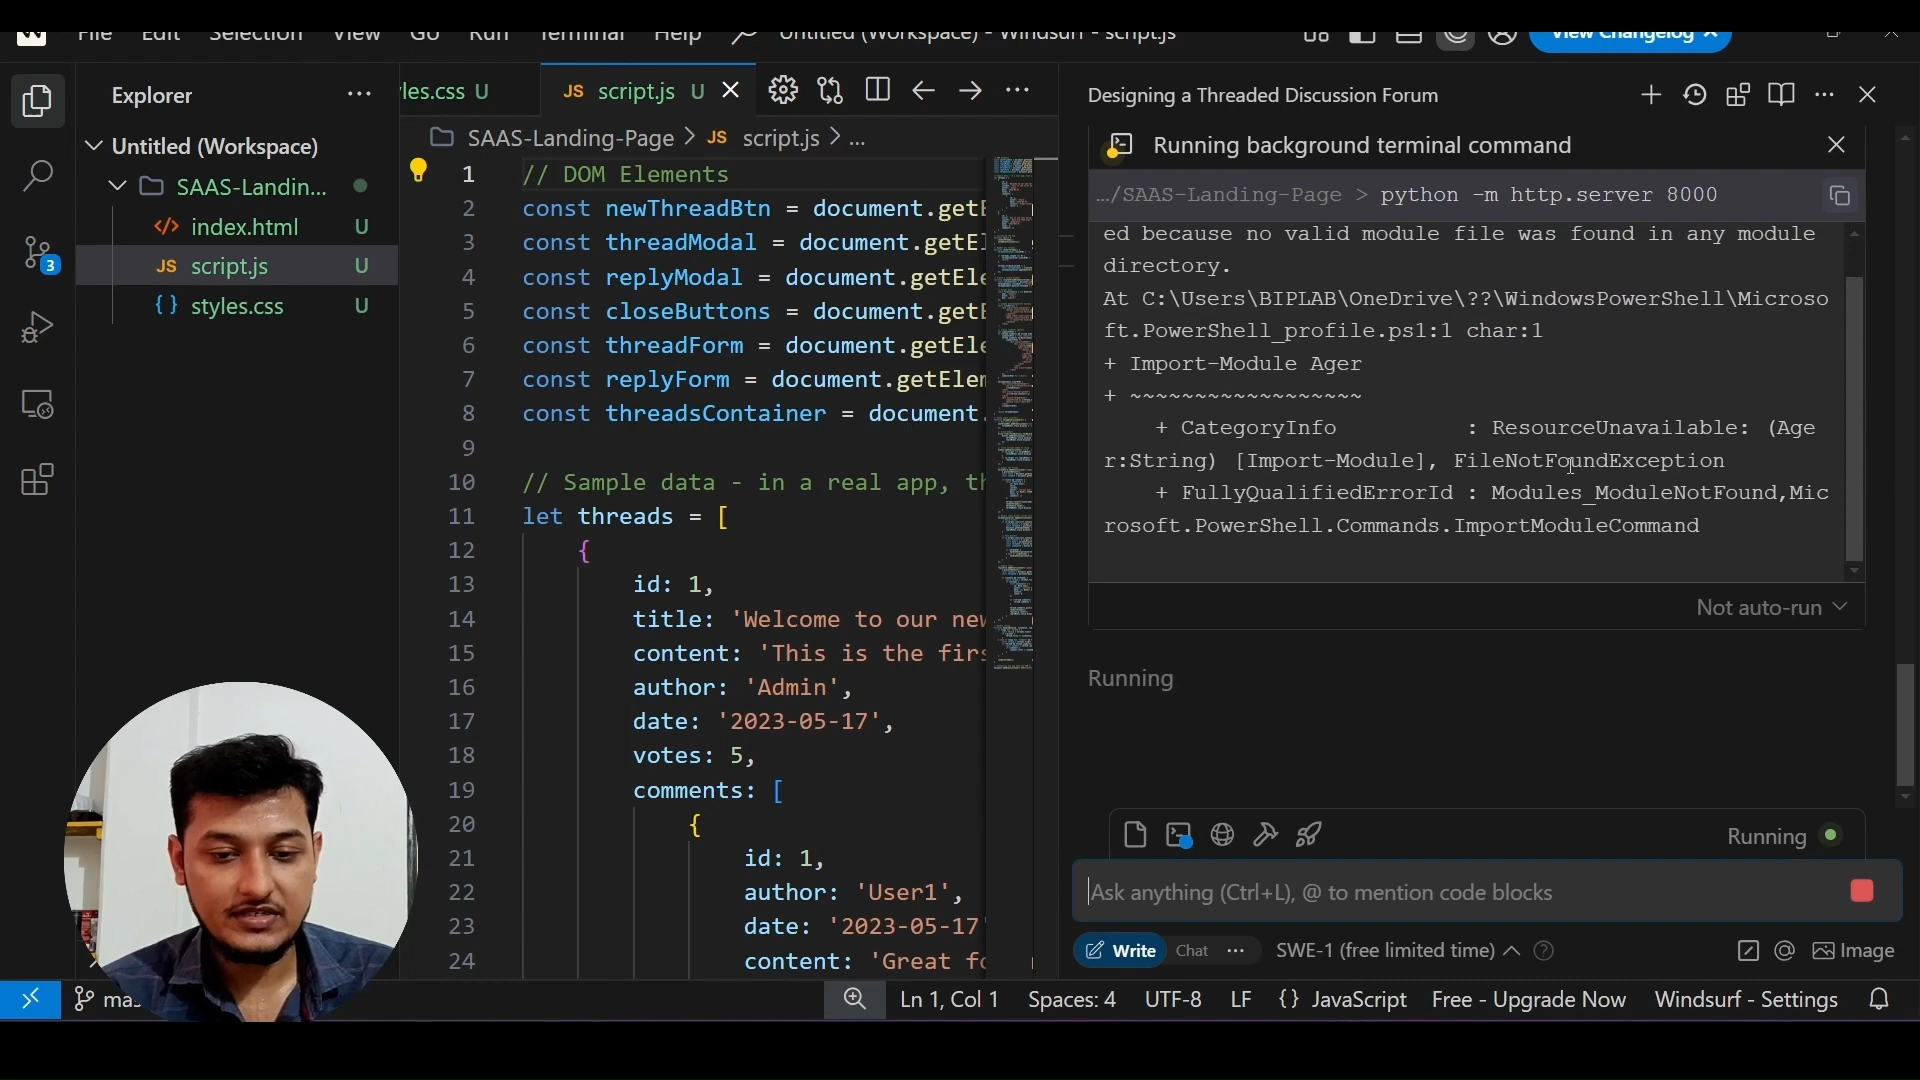 File Edit Selection View Go Run Terminal Help Untitled (Workspace) - Windsurf - script.js View Changelog
Explorer
Untitled (Workspace)
SAAS-Landin...
index.html U
JS script.js U
{} styles.css U
3
les.css U
JS script.js U
SAAS-Landing-Page > JS script.js > ...
1 // DOM Elements
2 const newThreadBtn = document.getE
3 const threadModal = document.getEl
4 const replyModal = document.getEle
5 const closeButtons = document.getE
6 const threadForm = document.getEle
7 const replyForm = document.getElem
8 const threadsContainer = document.
9
10 // Sample data - in a real app, th
11 let threads = [
12 {
13 id: 1,
14 title: 'Welcome to our new
15 content: 'This is the firs
16 author: 'Admin',
17 date: '2023-05-17',
18 votes: 5,
19 comments: [
20 {
21 id: 1,
22 author: 'User1',
23 date: '2023-05-17'
24 content: 'Great fo
Designing a Threaded Discussion Forum
Running background terminal command
.../SAAS-Landing-Page > python -m http.server 8000
ed because no valid module file was found in any module
directory.
At C:\Users\BIPLAB\OneDrive\??\WindowsPowerShell\Microso
ft.PowerShell_profile.ps1:1 char:1
+ Import-Module Ager
+ ~~~~~~~~~~~~~~~~~~
+ CategoryInfo : ResourceUnavailable: (Age
r:String) [Import-Module], FileNotFoundException
+ FullyQualifiedErrorId : Modules_ModuleNotFound,Mic
rosoft.PowerShell.Commands.ImportModuleCommand
Not auto-run
Running
Running
Ask anything (Ctrl+L), @ to mention code blocks
Write Chat ... SWE-1 (free limited time) Image
mas
Ln 1, Col 1 Spaces: 4 UTF-8 LF {} JavaScript Free - Upgrade Now Windsurf - Settings